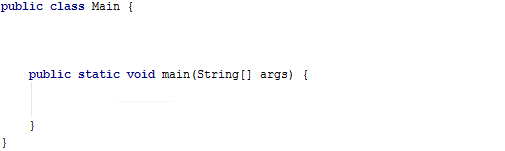 public class Main {
public static void main(String[] args) {
}
}